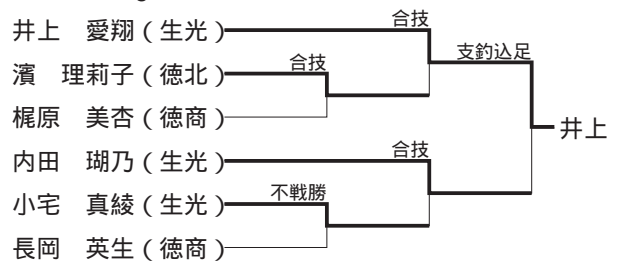 井上　愛翔（生光）
濱　理莉子（徳北）
梶原　美杏（徳商）
内田　瑚乃（生光）
小宅　真綾（生光）
長岡　英生（徳商）
合技
合技
支釣込足
合技
不戦勝
井上